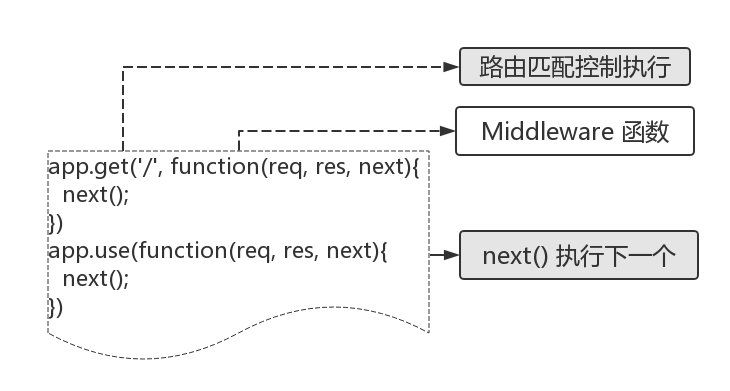 路由匹配控制执行
Middleware 函数
app.get('/', function(req, res, next){
next();
})
app.use(function(req, res, next){
next();
})
next() 执行下一个